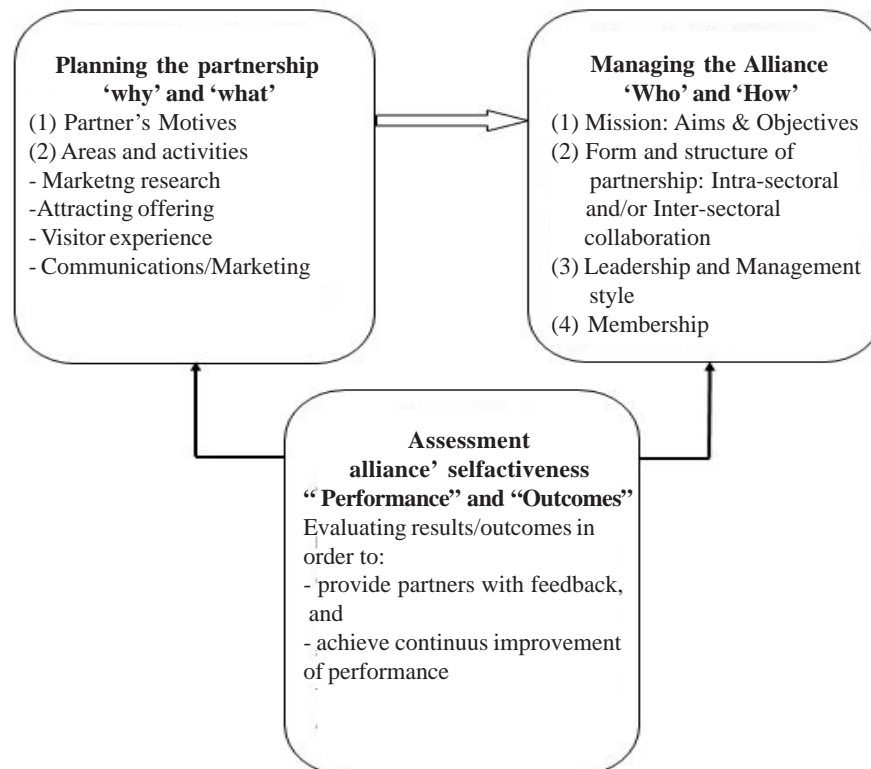 Planning the partnership
‘why’ and ‘what’
(1) Partner’s Motives
(2) Areas and activities
- Marketng research
-Attracting offering
- Visitor experience
- Communications/Marketing
Managing the Alliance
‘Who’ and ‘How’
(1) Mission: Aims & Objectives
(2) Form and structure of
partnership: Intra-sectoral
and/or Inter-sectoral
collaboration
(3) Leadership and Management
style
(4) Membership
Assessment
alliance’ selfactiveness
“ Performance” and “Outcomes”
Evaluating results/outcomes in
order to:
- provide partners with feedback,
and
- achieve continuus improvement
of performance